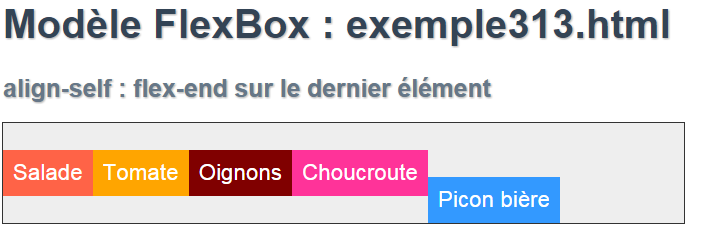 Modèle FlexBox : exemple313.html
align-self : flex-end sur le dernier élément
Salade Tomate Oignons Choucroute
Picon bière